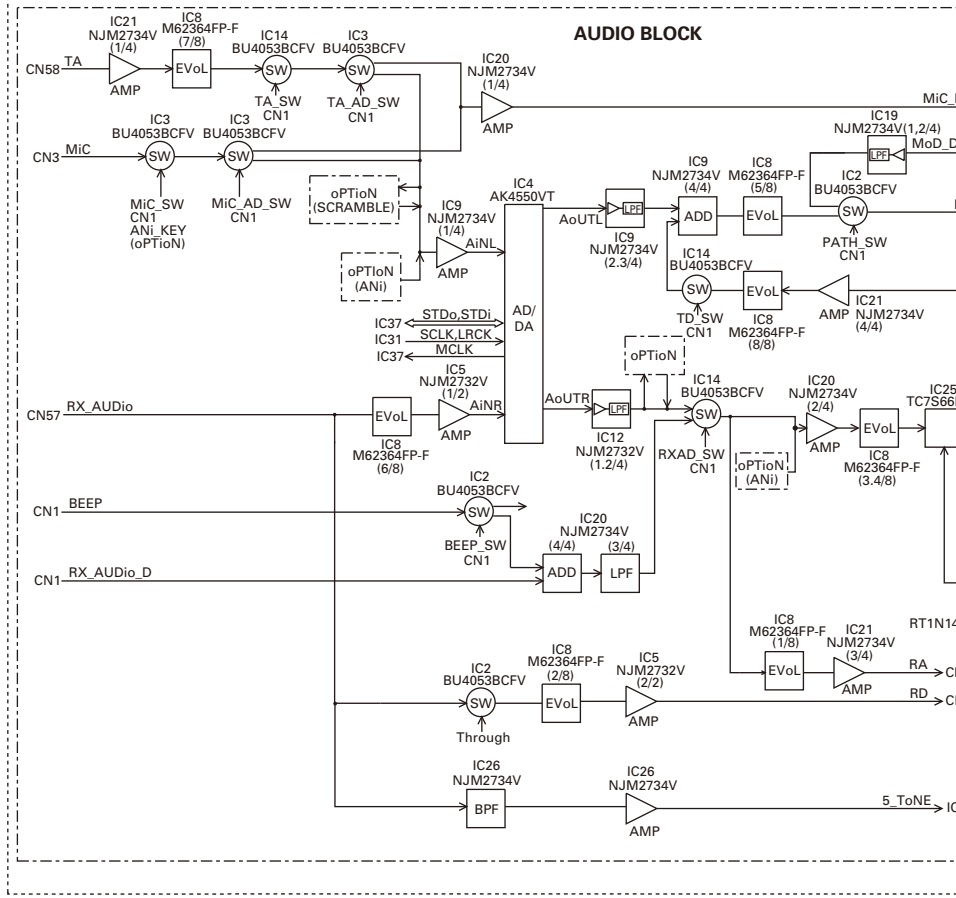 AUDIO BLOCK
IC21
NJM2734V
(1/4)
IC8
M62364FP-F
(7/8)
IC14
BU4053BCFV
IC3
BU4053BCFV
IC20
NJM2734V
(1/4)
CN58
TA
EVoL
SW
SW
AMP
TA_SW
CN1
TA_AD_SW
CN1
AMP
MiC_
IC19
NJM2734V(1,2/4)
MoD_D
LPF
IC3
BU4053BCFV
IC3
BU4053BCFV
CN3
MiC
SW
SW
MiC_SW
CN1
ANi_KEY
(oPTioN)
MiC_AD_SW
CN1
oPTioN
(SCRAMBLE)
IC9
NJM2734V
(1/4)
AiNL
AMP
oPTIoN
(ANi)
IC4
AK4550VT
AD/
DA
AoUTL
LPF
IC9
NJM2734V
(2.3/4)
IC9
NJM2734V
(4/4)
ADD
IC8
M62364FP-F
(5/8)
EVoL
IC2
BU4053BCFV
SW
PATH_SW
CN1
IC14
BU4053BCFV
SW
TD_SW
CN1
EVoL
IC8
M62364FP-F
(8/8)
AMP
IC21
NJM2734V
(4/4)
IC37
STDo,STDi
IC31
SCLK,LRCK
IC37
MCLK
oPTioN
IC5
NJM2732V
(1/2)
AiNR
AMP
CN57
RX_AUDio
EVoL
IC8
M62364FP-F
(6/8)
AoUTR
LPF
IC12
NJM2732V
(1.2/4)
IC14
BU4053BCFV
SW
RXAD_SW
CN1
IC20
NJM2734V
(2/4)
AMP
oPTioN
(ANi)
EVoL
IC8
M62364FP-F
(3.4/8)
IC25
TC7S66
IC2
BU4053BCFV
CN1
BEEP
SW
BEEP_SW
CN1
IC20
NJM2734V
(4/4)
(3/4)
ADD
LPF
CN1
RX_AUDio_D
RT1N14
IC8
M62364FP-F
(1/8)
EVoL
IC21
NJM2734V
(3/4)
AMP
RA
IC2
BU4053BCFV
SW
Through
IC8
M62364FP-F
(2/8)
EVoL
IC5
NJM2732V
(2/2)
AMP
RD
IC26
NJM2734V
BPF
IC26
NJM2734V
AMP
5_ToNE